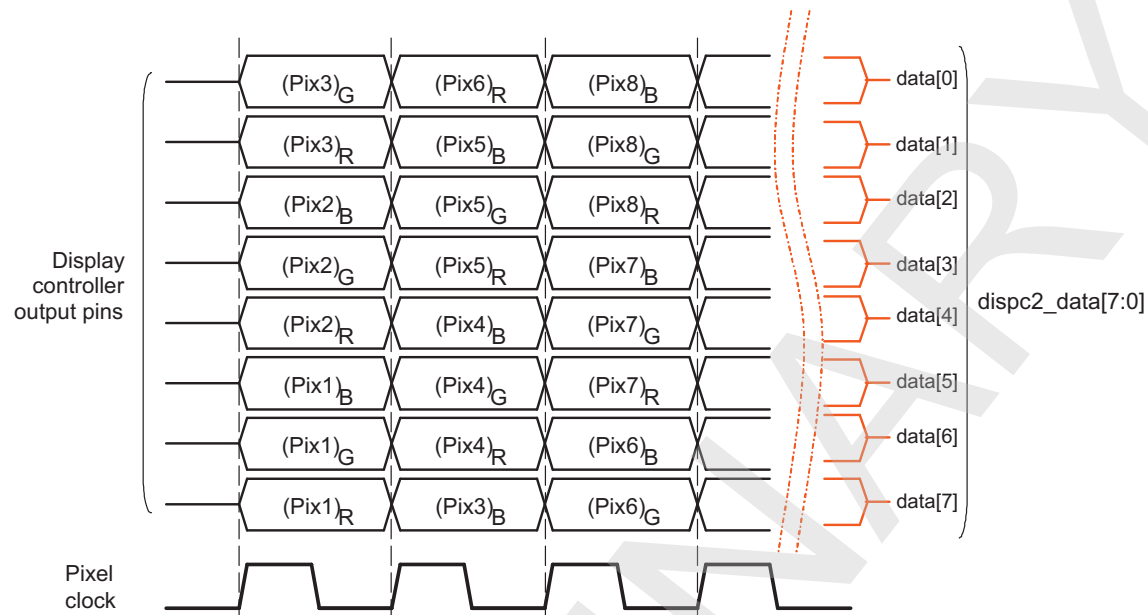 (Pix3)G (Pix6)R (Pix8)B data[0]
(Pix3)R (Pix5)B (Pix8)G data[1]
(Pix2)B (Pix5)G (Pix8)R data[2]
(Pix2)G (Pix5)R (Pix7)B data[3]
(Pix2)R (Pix4)B (Pix7)G data[4]
(Pix1)B (Pix4)G (Pix7)R data[5]
(Pix1)G (Pix4)R (Pix6)B data[6]
(Pix1)R (Pix3)B (Pix6)G data[7]
Display
controller
output pins
dispc2_data[7:0]
Pixel
clock
NARY